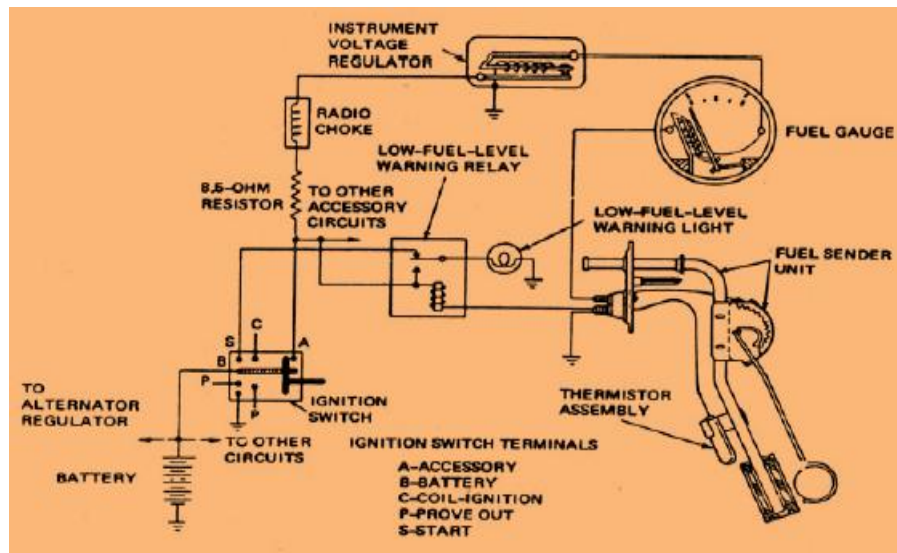 INSTRUMENT
VOLTAGE
REGULATOR
RADIO
CHOKE
FUEL GAUGE
LOW-FUEL-LEVEL
WARNING RELAY
8.5-OHM
RESISTOR
TO OTHER
ACCESSORY
CIRCUITS
LOW-FUEL-LEVEL
WARNING LIGHT
FUEL SENDER
UNIT
S
C
A
B
P
P
IGNITION
SWITCH
THERMISTOR
ASSEMBLY
TO
ALTERNATOR
REGULATOR
TO OTHER
CIRCUITS
BATTERY
IGNITION SWITCH TERMINALS
A-ACCESSORY
B-BATTERY
C-COIL-IGNITION
P-PROVE OUT
S-START